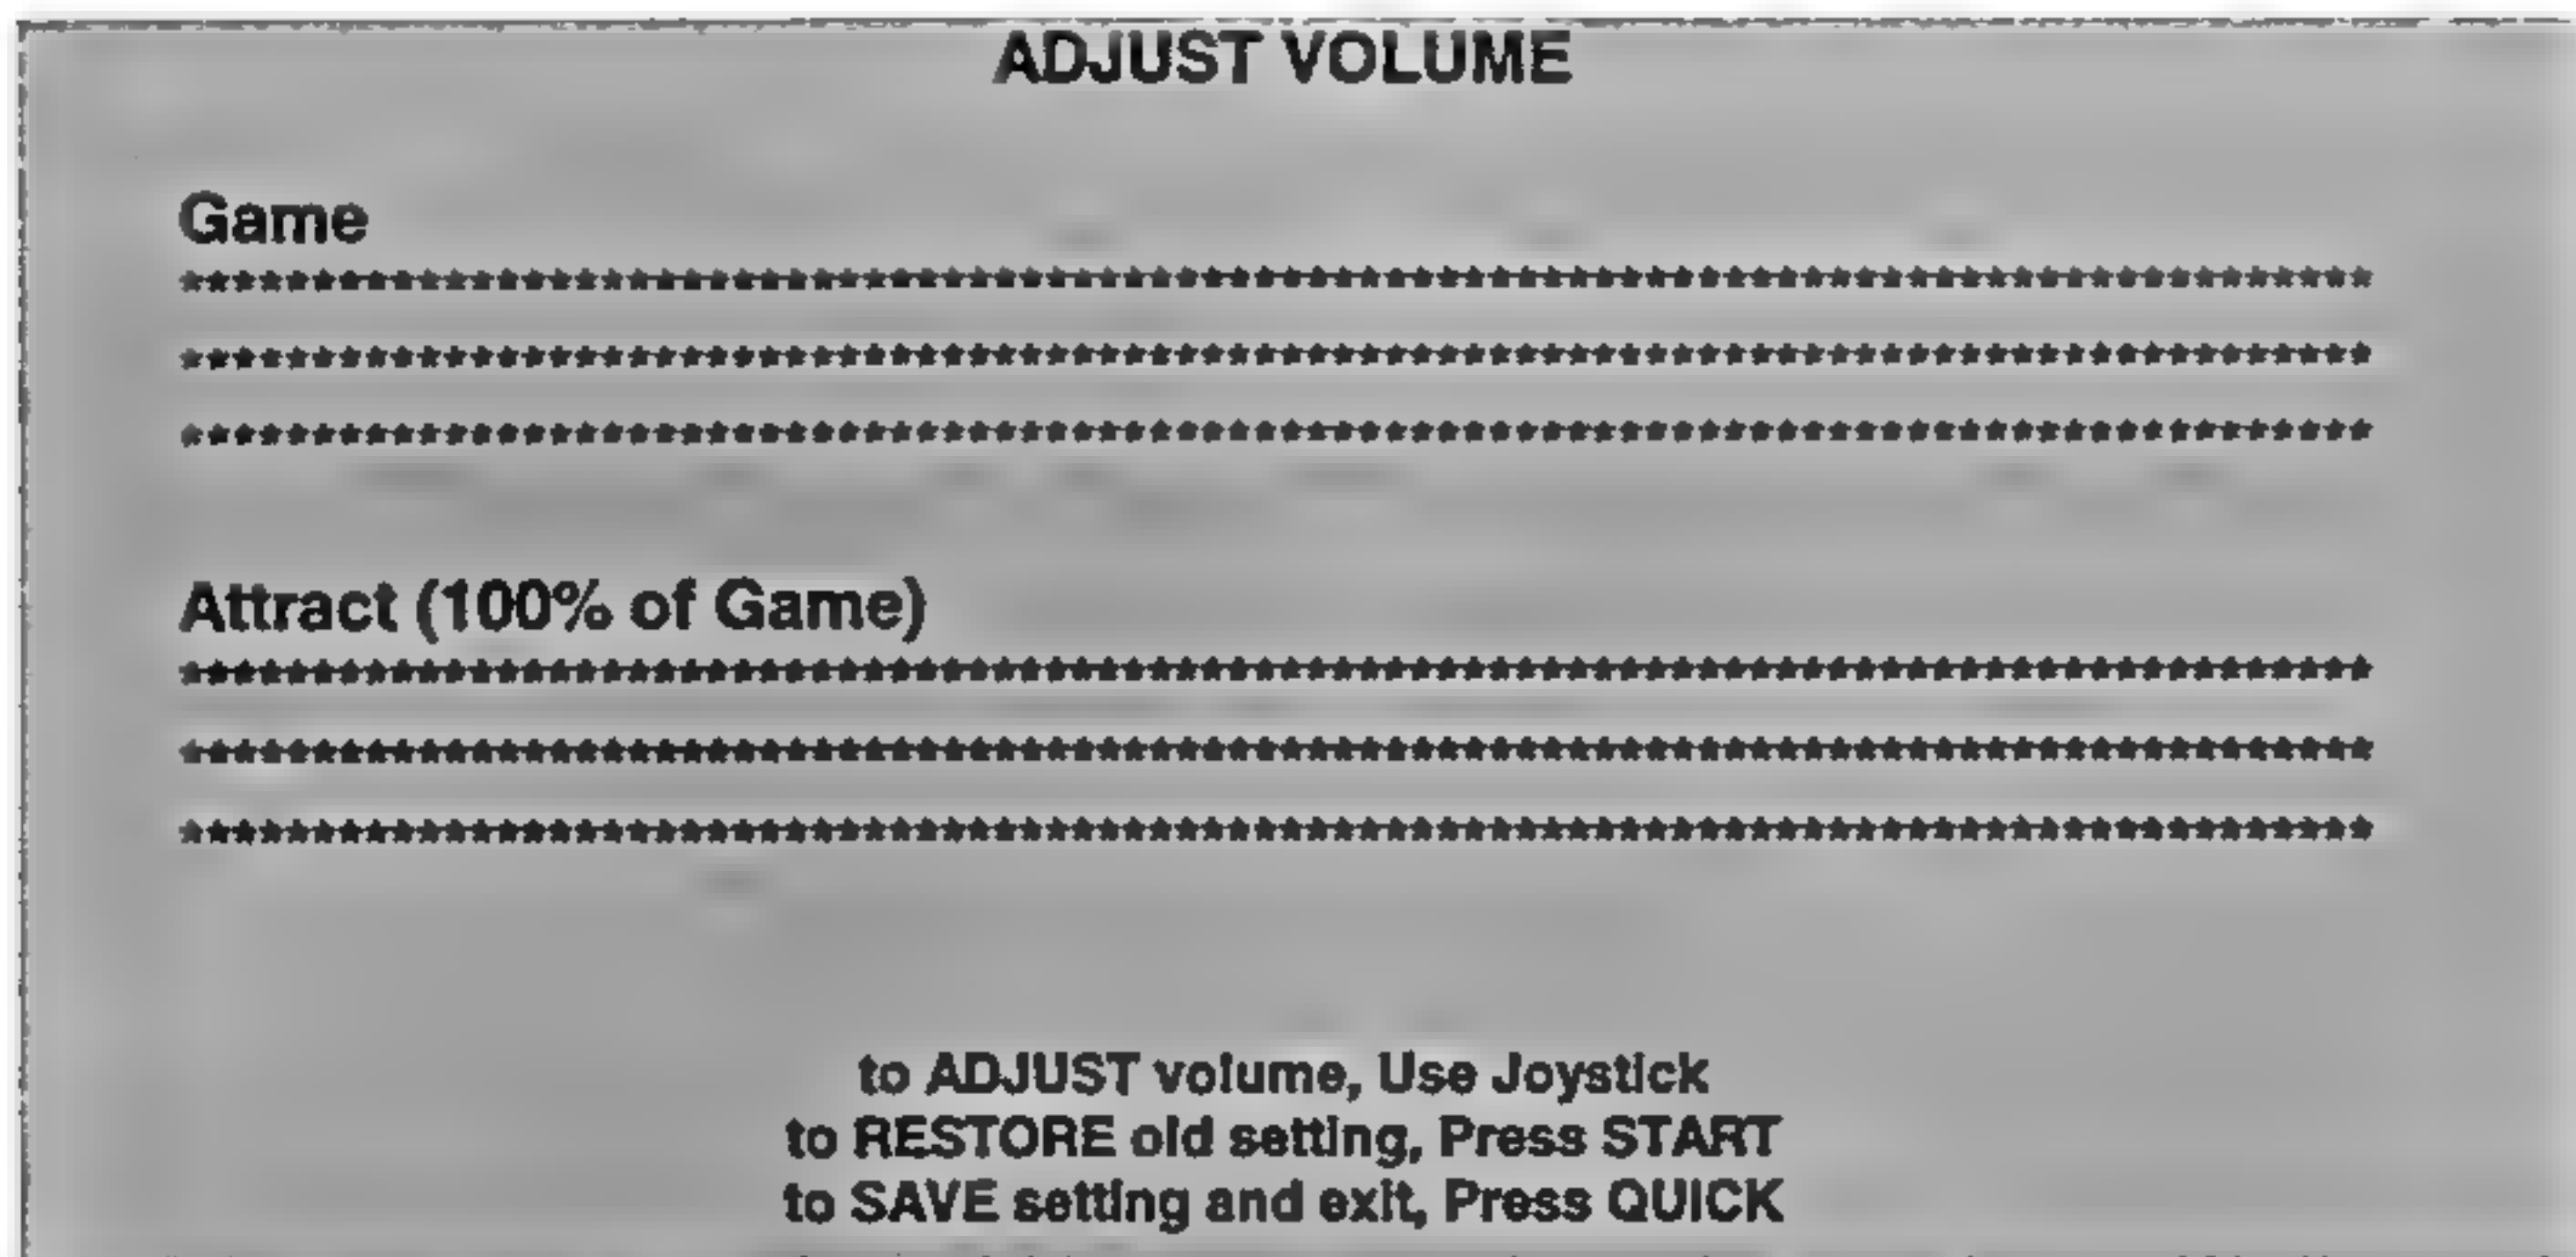 ADJUST VOLUME
Game
************************************************************************************
************************************************************************************
************************************************************************************
Attract (100% of Game)
************************************************************************************
************************************************************************************
************************************************************************************
to ADJUST volume, Use Joystick
to RESTORE old setting, Press START
to SAVE setting and exit, Press QUICK